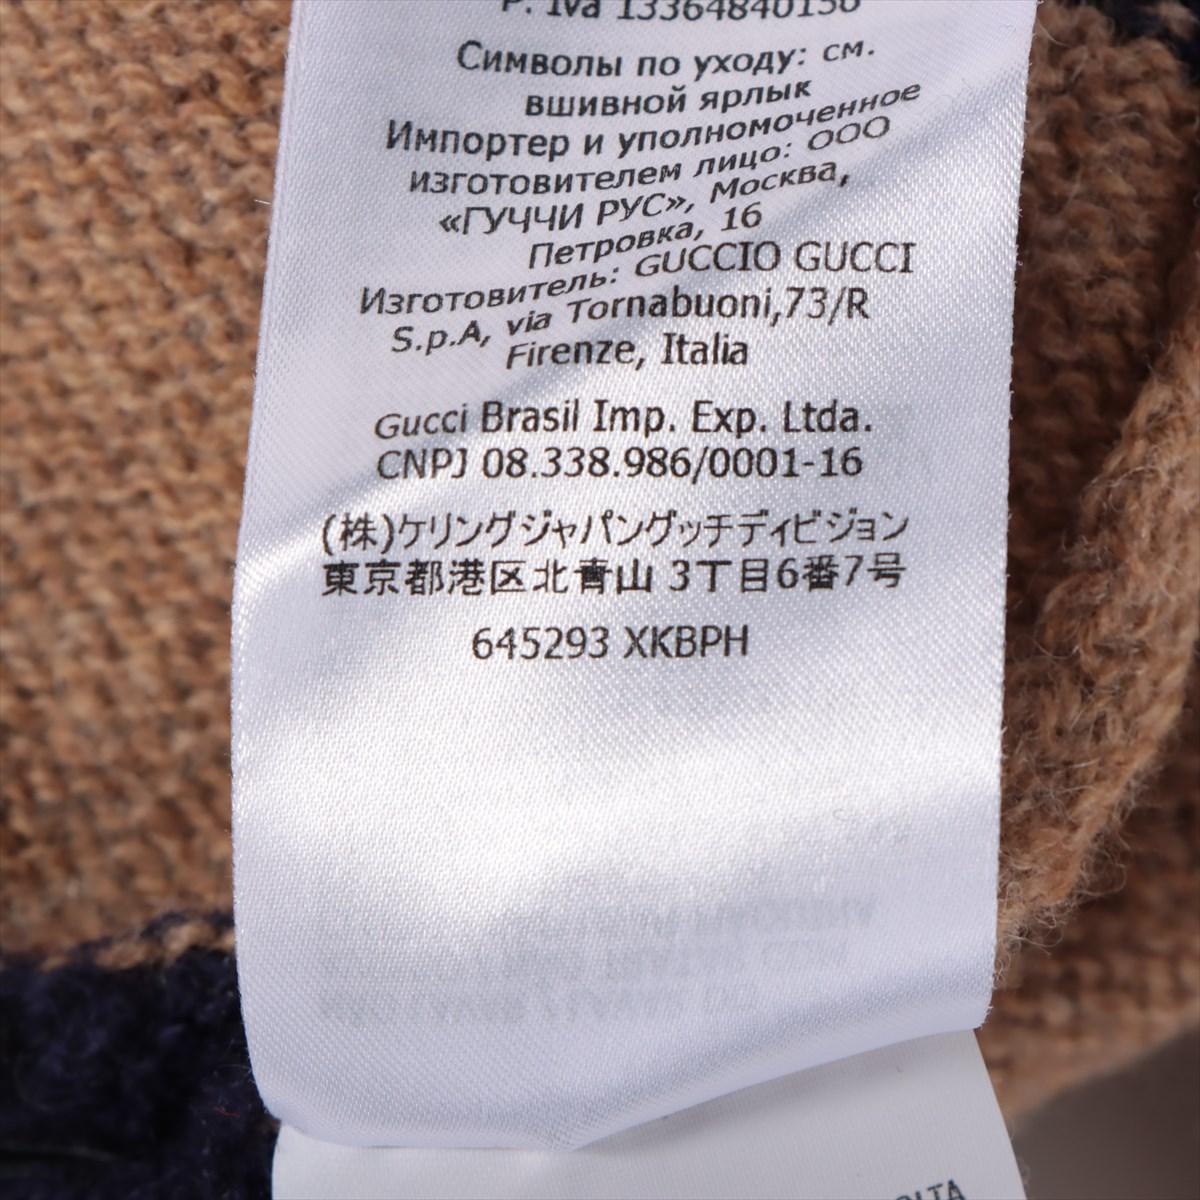 P. Iva 13364840156
Символы по уходу: см.
вшивной ярлык
Импортер и уполномоченное
изготовителем лицо: ООО
«ГУЧЧИ РУС», Москва,
Петровка, 16
Изготовитель: GUCCIO GUCCI
S.p.A, via Tornabuoni,73/R
Firenze, Italia
Gucci Brasil Imp. Exp. Ltda.
CNPJ 08.338.986/0001-16
(株)ケリングジャパングッチディビジョン
東京都港区北青山 3丁目6番7号
645293 XKBPH